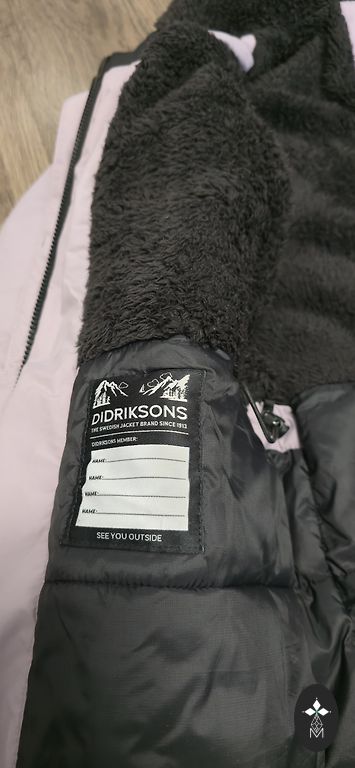 DIDRIKSONS
THE SWEDISH JACKET BRAND SINCE 1913
DIDRIKSONS MEMBER:
NAME:
NAME:
NAME:
NAME:
SEE YOU OUTSIDE
M